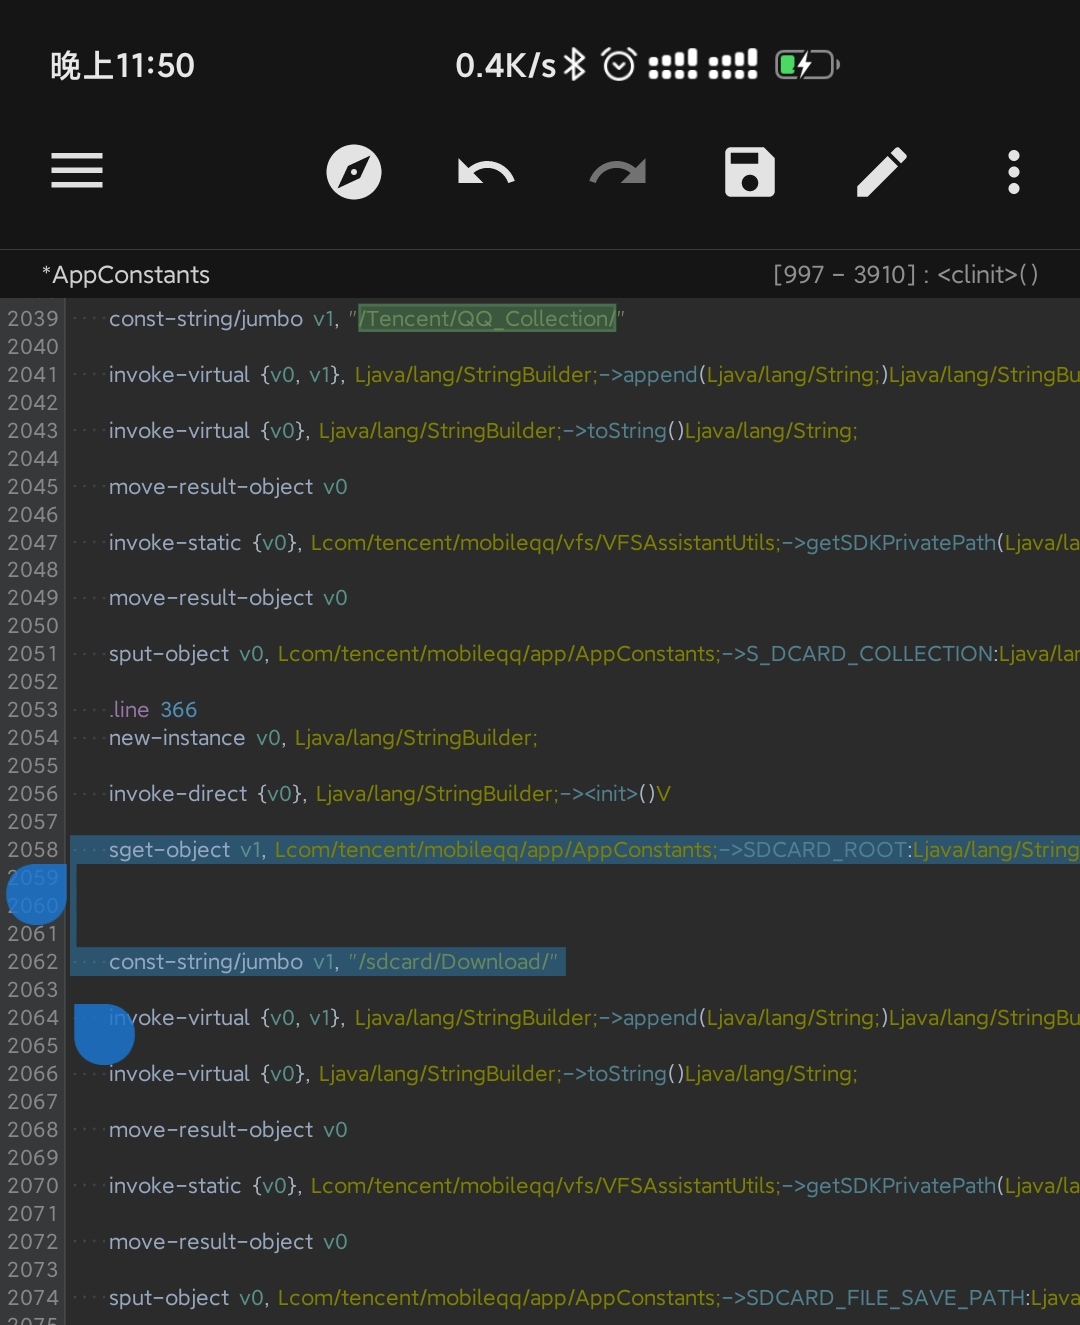 晚上11:50 0.4K/s
*AppConstants [997 - 3910] : <clinit>()
2039 const-string/jumbo v1, "/Tencent/QQ_Collection/"
2040
2041 invoke-virtual {v0, v1}, Ljava/lang/StringBuilder;->append(Ljava/lang/String;)Ljava/lang/StringBu
2042
2043 invoke-virtual {v0}, Ljava/lang/StringBuilder;->toString()Ljava/lang/String;
2044
2045 move-result-object v0
2046
2047 invoke-static {v0}, Lcom/tencent/mobileqq/vfs/VFSAssistantUtils;->getSDKPrivatePath(Ljava/la
2048
2049 move-result-object v0
2050
2051 sput-object v0, Lcom/tencent/mobileqq/app/AppConstants;->S_DCARD_COLLECTION:Ljava/lan
2052
2053 .line 366
2054 new-instance v0, Ljava/lang/StringBuilder;
2055
2056 invoke-direct {v0}, Ljava/lang/StringBuilder;-><init>()V
2057
2058 sget-object v1, Lcom/tencent/mobileqq/app/AppConstants;->SDCARD_ROOT:Ljava/lang/String
2059
2060
2061
2062 const-string/jumbo v1, "/sdcard/Download/"
2063
2064 invoke-virtual {v0, v1}, Ljava/lang/StringBuilder;->append(Ljava/lang/String;)Ljava/lang/StringBu
2065
2066 invoke-virtual {v0}, Ljava/lang/StringBuilder;->toString()Ljava/lang/String;
2067
2068 move-result-object v0
2069
2070 invoke-static {v0}, Lcom/tencent/mobileqq/vfs/VFSAssistantUtils;->getSDKPrivatePath(Ljava/la
2071
2072 move-result-object v0
2073
2074 sput-object v0, Lcom/tencent/mobileqq/app/AppConstants;->SDCARD_FILE_SAVE_PATH:Ljava
2075